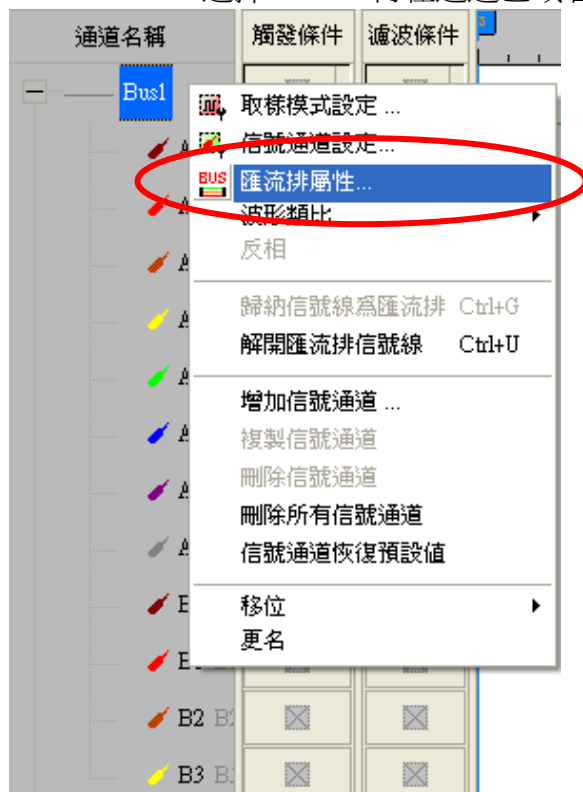 通道名稱 觸發條件 濾波條件
Bus1
取樣模式設定 ...
信號通道設定...
BUS 匯流排屬性...
波形類比
反相
歸納信號線為匯流排 Ctrl+G
解開匯流排信號線 Ctrl+U
增加信號通道 ...
複製信號通道
刪除信號通道
刪除所有信號通道
信號通道恢復預設值
移位
更名
B2 B2
B3